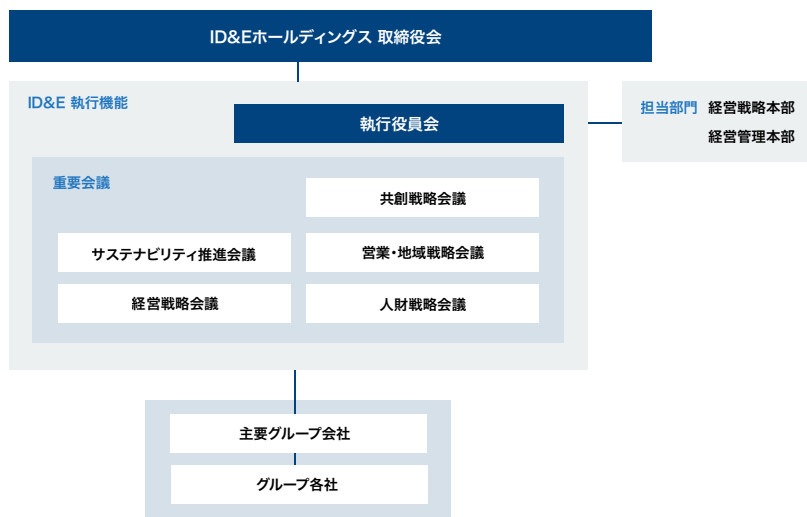 ID&Eホールディングス 取締役会
ID&E 執行機能
執行役員会
担当部門 経営戦略本部
経営管理本部
重要会議
共創戦略会議
サステナビリティ推進会議
営業・地域戦略会議
経営戦略会議
人財戦略会議
主要グループ会社
グループ各社